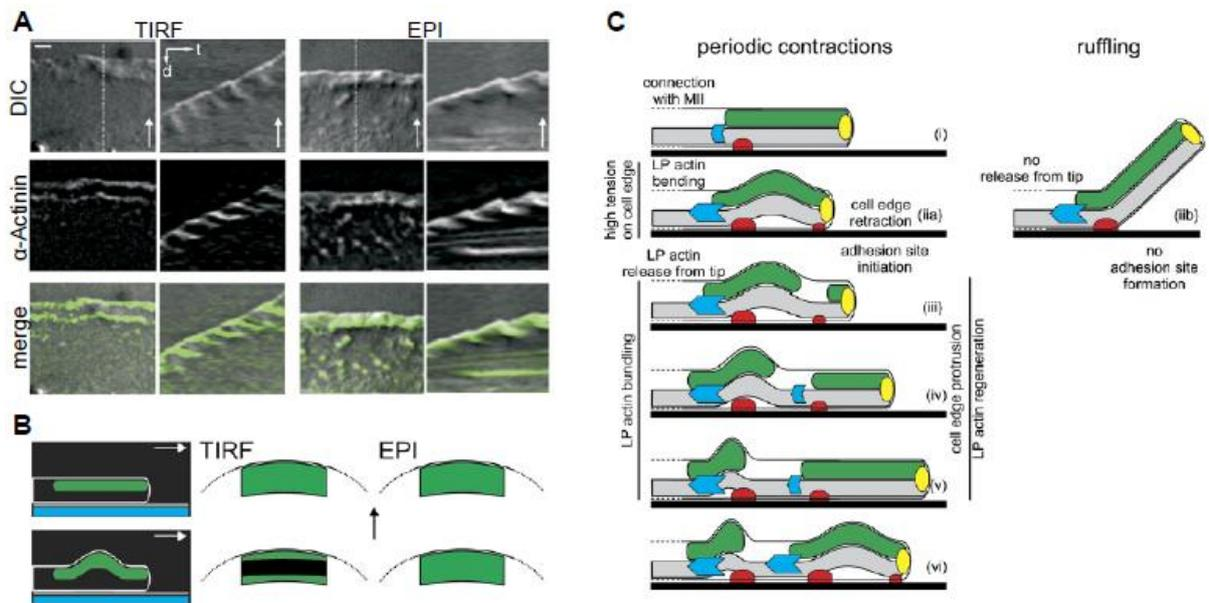 A
TIRF
EPI
t
d
DIC
α-Actinin
merge
B
TIRF
EPI
C
periodic contractions
ruffling
connection
with MII
(i)
high tension
on cell edge
LP actin
bending
cell edge
retraction
(iia)
no
release from tip
(iib)
LP actin
release from tip
adhesion site
initiation
no
adhesion site
formation
(iii)
LP actin bundling
(iv)
cell edge protrusion
LP actin regeneration
(v)
(vi)